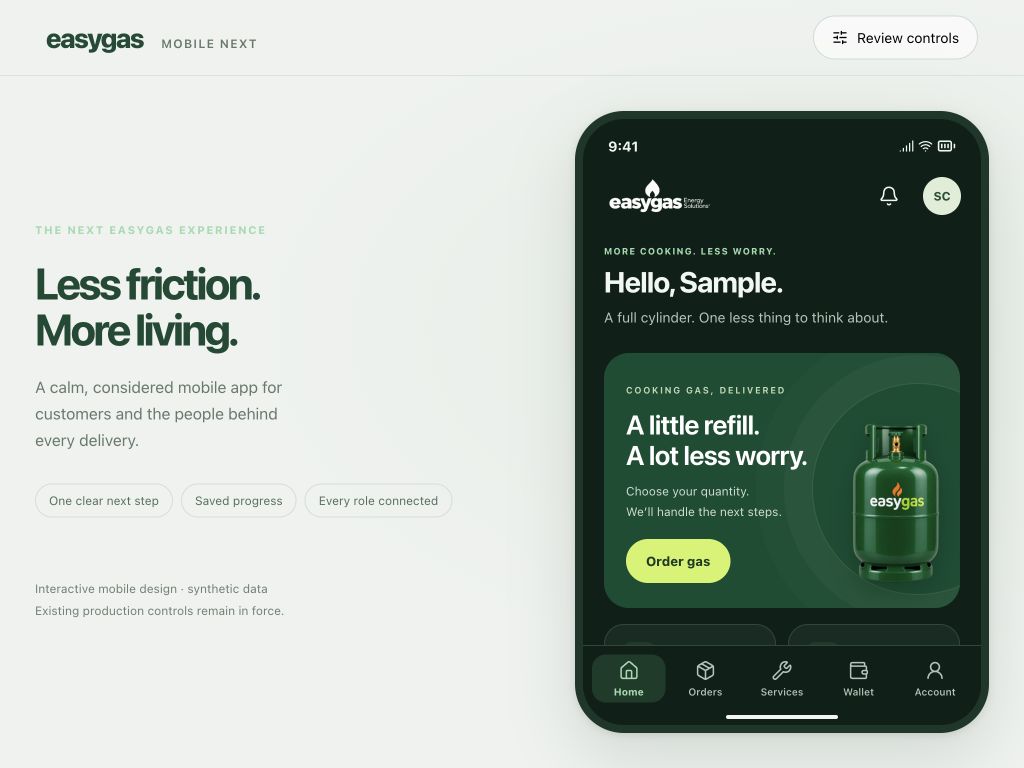 easygas MOBILE NEXT
Review controls
THE NEXT EASYGAS EXPERIENCE
Less friction.
More living.
A calm, considered mobile app for
customers and the people behind
every delivery.
One clear next step
Saved progress
Every role connected
Interactive mobile design · synthetic data
Existing production controls remain in force.
9:41
easygas Energy Solutions
SC
MORE COOKING. LESS WORRY.
Hello, Sample.
A full cylinder. One less thing to think about.
COOKING GAS, DELIVERED
A little refill.
A lot less worry.
Choose your quantity.
We'll handle the next steps.
easygas
Order gas
Home
Orders
Services
Wallet
Account